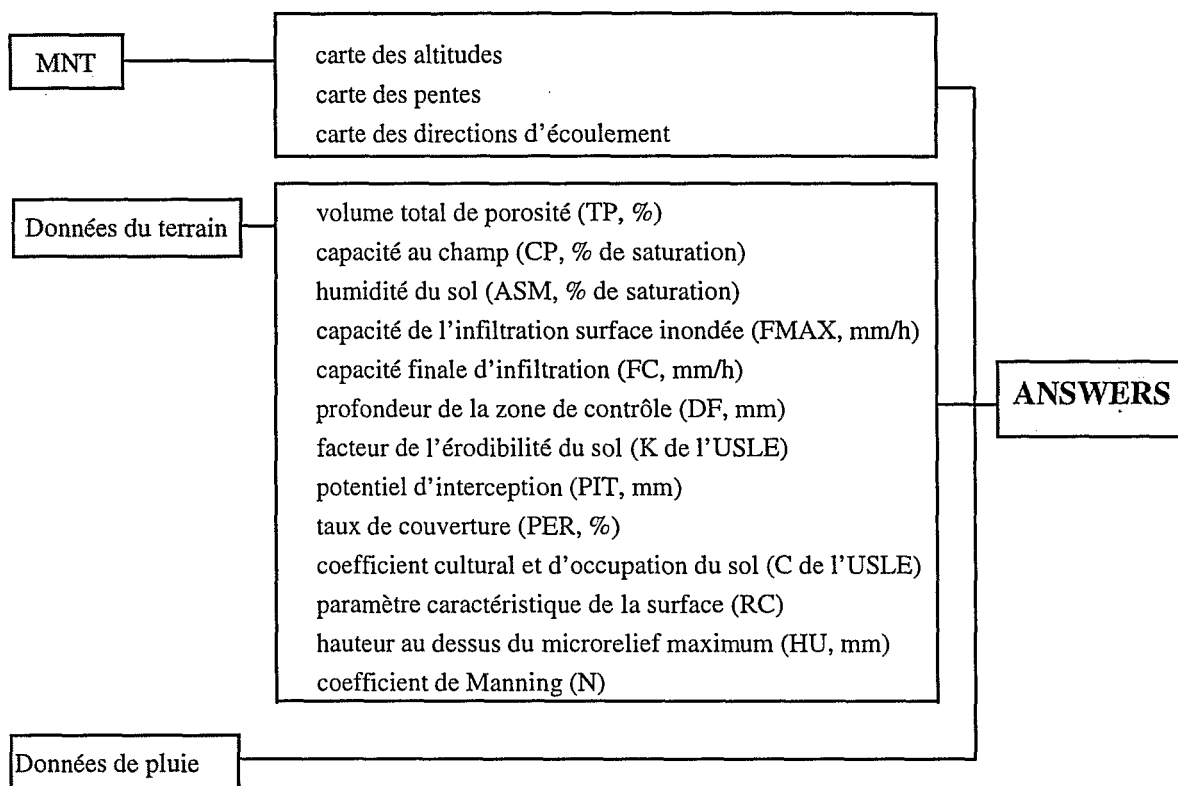 MNT
carte des altitudes
carte des pentes
carte des directions d'écoulement
Données du terrain
volume total de porosité (TP, %)
capacité au champ (CP, % de saturation)
humidité du sol (ASM, % de saturation)
capacité de l'infiltration surface inondée (FMAX, mm/h)
capacité finale d'infiltration (FC, mm/h)
profondeur de la zone de contrôle (DF, mm)
facteur de l'érodibilité du sol (K de l'USLE)
potentiel d'interception (PIT, mm)
taux de couverture (PER, %)
coefficient cultural et d'occupation du sol (C de l'USLE)
paramètre caractéristique de la surface (RC)
hauteur au dessus du microrelief maximum (HU, mm)
coefficient de Manning (N)
ANSWERS
Données de pluie